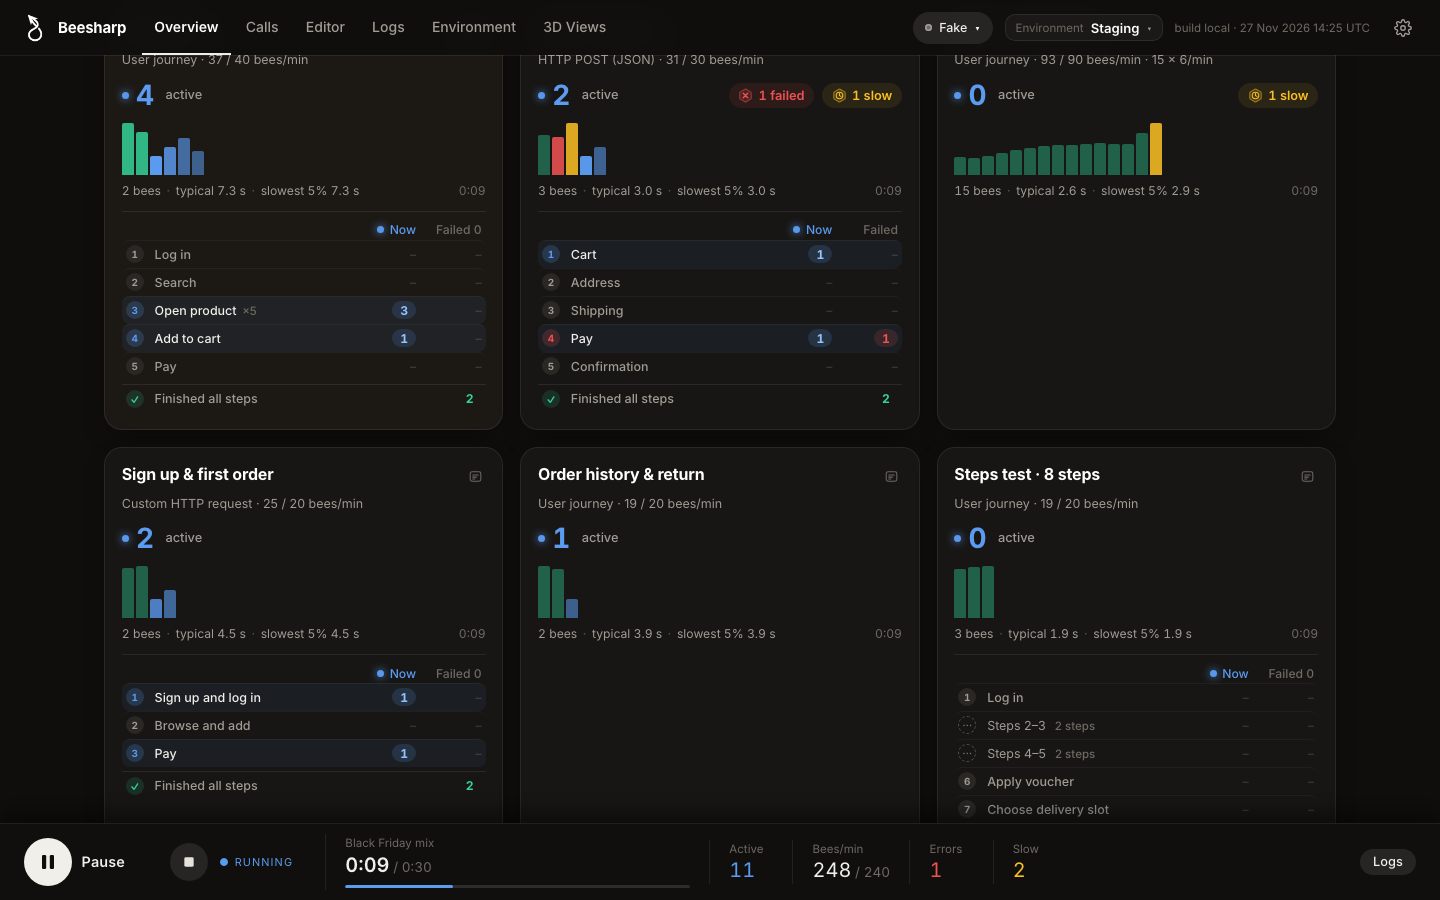 Beesharp Overview Calls Editor Logs Environment 3D Views Fake Environment Staging build local · 27 Nov 2026 14:25 UTC
User journey · 37 / 40 bees/min
4 active
2 bees · typical 7.3 s · slowest 5% 7.3 s 0:09
Now Failed 0
1 Log in –  –
2 Search – –
3 Open product ×5 3 –
4 Add to cart 1 –
5 Pay – –
Finished all steps 2
HTTP POST (JSON) · 31 / 30 bees/min
2 active 1 failed 1 slow
3 bees · typical 3.0 s · slowest 5% 3.0 s 0:09
Now Failed
1 Cart 1 –
2 Address – –
3 Shipping – –
4 Pay 1 1
5 Confirmation – –
Finished all steps 2
User journey · 93 / 90 bees/min · 15 × 6/min
0 active 1 slow
15 bees · typical 2.6 s · slowest 5% 2.9 s 0:09
Sign up & first order
Custom HTTP request · 25 / 20 bees/min
2 active
2 bees · typical 4.5 s · slowest 5% 4.5 s 0:09
Now Failed 0
1 Sign up and log in 1 –
2 Browse and add – –
3 Pay 1 –
Finished all steps 2
Order history & return
User journey · 19 / 20 bees/min
1 active
2 bees · typical 3.9 s · slowest 5% 3.9 s 0:09
Steps test · 8 steps
User journey · 19 / 20 bees/min
0 active
3 bees · typical 1.9 s · slowest 5% 1.9 s 0:09
Now Failed 0
1 Log in – –
Steps 2–3 2 steps – –
Steps 4–5 2 steps – –
6 Apply voucher – –
7 Choose delivery slot – –
Pause RUNNING
Black Friday mix
0:09 / 0:30
Active
11
Bees/min
248 / 240
Errors
1
Slow
2
Logs